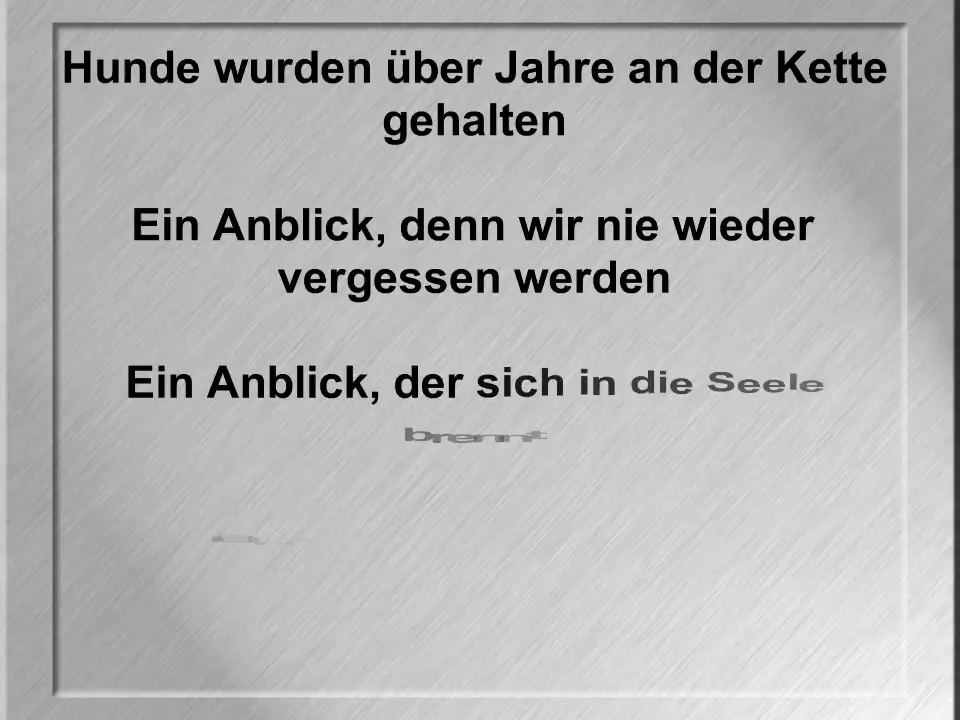 Hunde wurden über Jahre an der Kette
gehalten
Ein Anblick, denn wir nie wieder
vergessen werden
Ein Anblick, der sich in die Seele
brennt